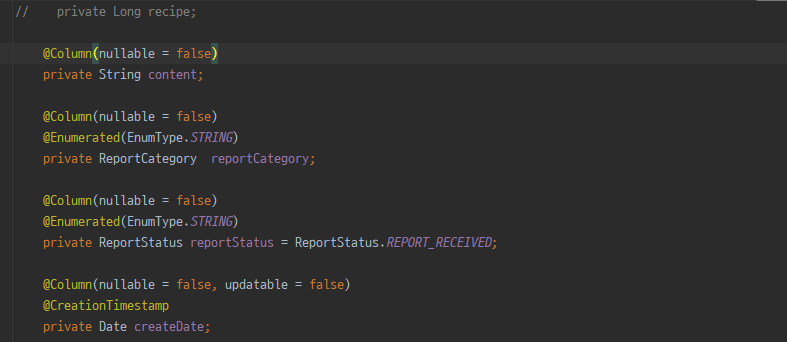 //    private Long recipe;
@Column(nullable = false)
private String content;
@Column(nullable = false)
@Enumerated(EnumType.STRING)
private ReportCategory  reportCategory;
@Column(nullable = false)
@Enumerated(EnumType.STRING)
private ReportStatus reportStatus = ReportStatus.REPORT_RECEIVED;
@Column(nullable = false, updatable = false)
@CreationTimestamp
private Date createDate;